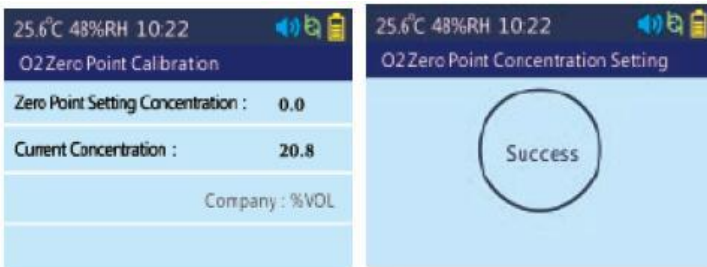 25.6°C 48%RH 10:22
O2 Zero Point Calibration
Zero Point Setting Concentration : 0.0
Current Concentration : 20.8
Company : %VOL
25.6°C 48%RH 10:22
O2 Zero Point Concentration Setting
Success